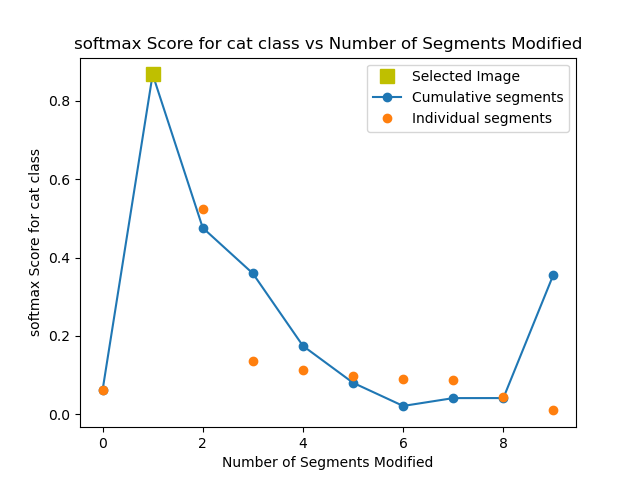 softmax Score for cat class vs Number of Segments Modified
Selected Image
Cumulative segments
Individual segments
softmax Score for cat class
0.8
0.6
0.4
0.2
0.0
0 2 4 6 8
Number of Segments Modified